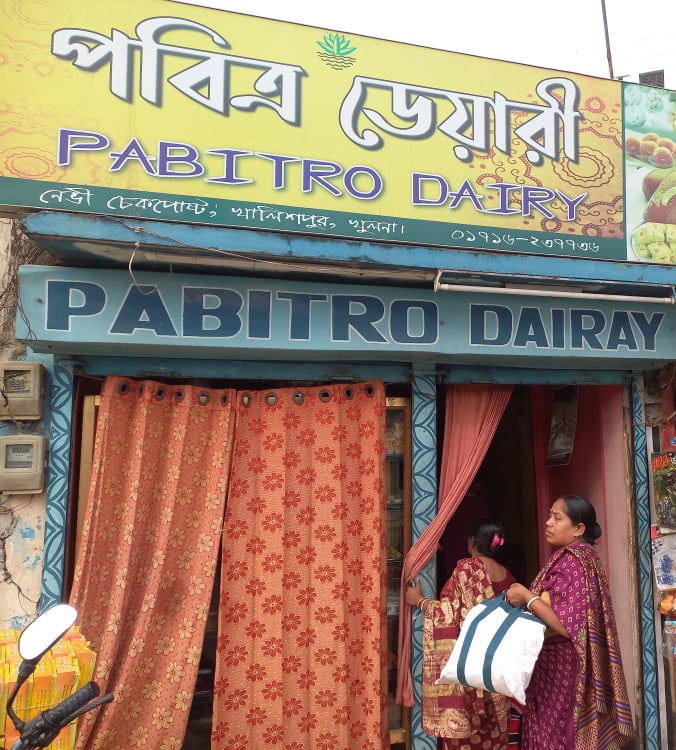 পবিত্র ডেয়ারী
PABITRO DAIRY
নেভী চেকপোষ্ট; খালিশপুর, খুলনা।
০১৭১৬-২৩৭৭৩৬
PABITRO DAIRAY